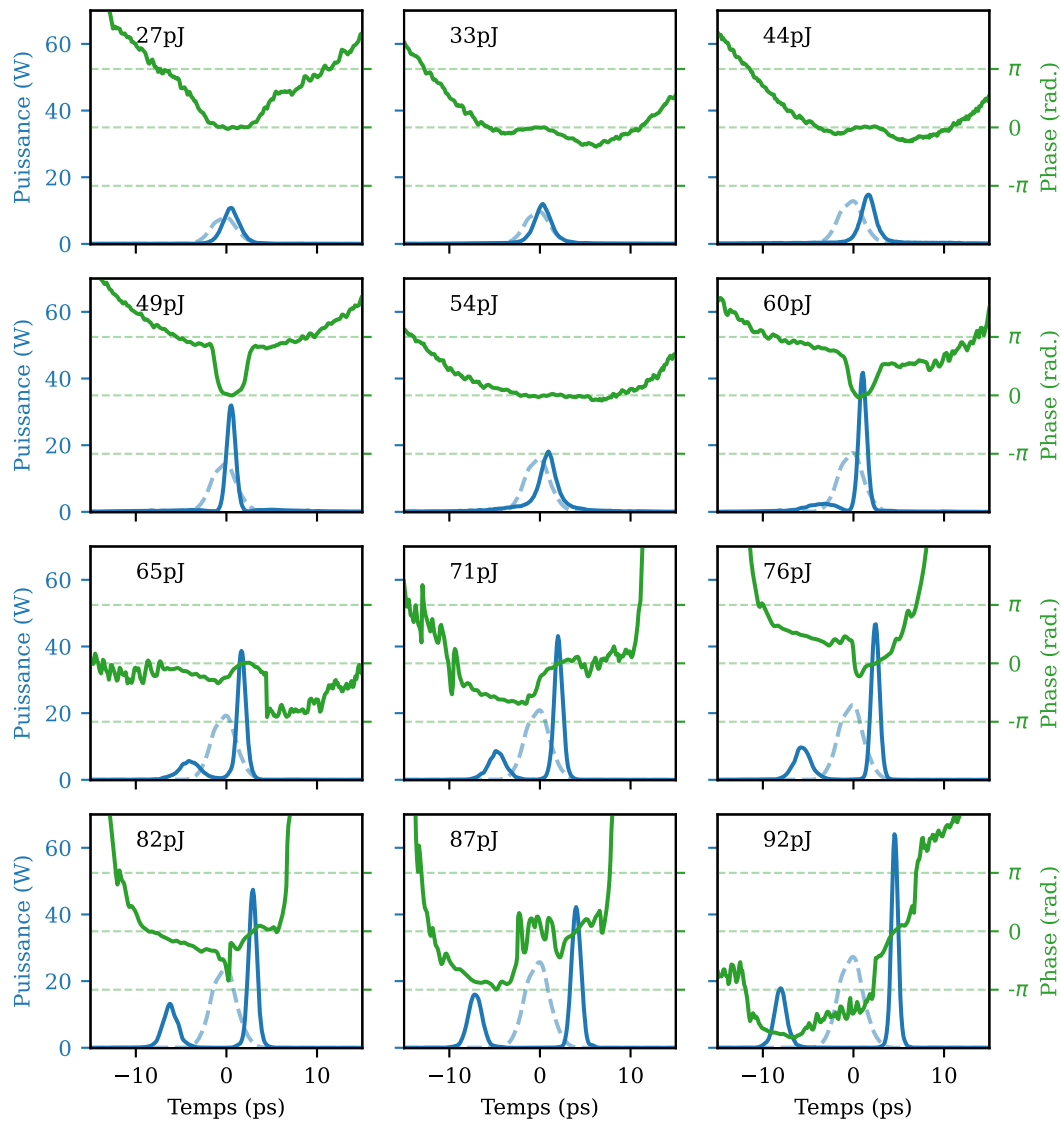 27pJ
33pJ
44pJ
Puissance (W)
60
40
20
0
π
0
-π
Phase (rad.)
49pJ
54pJ
60pJ
Puissance (W)
60
40
20
0
π
0
-π
Phase (rad.)
65pJ
71pJ
76pJ
Puissance (W)
60
40
20
0
π
0
-π
Phase (rad.)
82pJ
87pJ
92pJ
Puissance (W)
60
40
20
0
π
0
-π
Phase (rad.)
−10 0 10
−10 0 10
−10 0 10
Temps (ps)
Temps (ps)
Temps (ps)